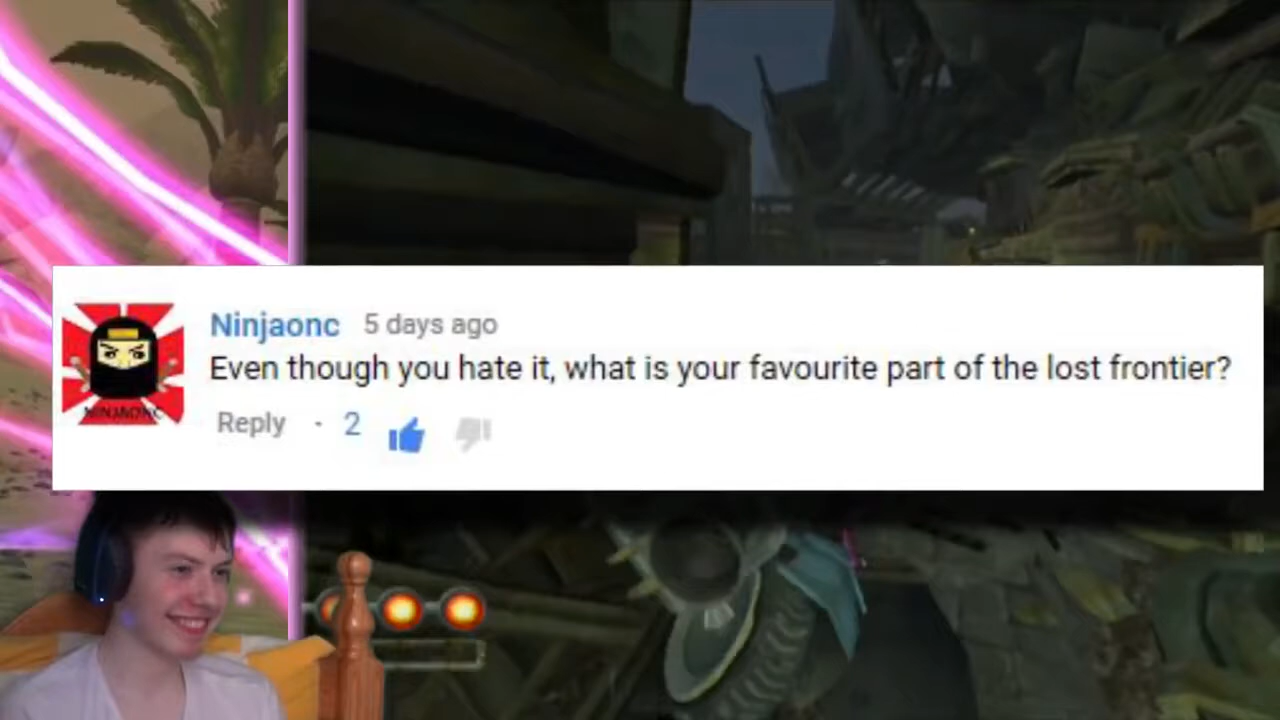 Ninjaonc 5 days ago
Even though you hate it, what is your favourite part of the lost frontier?
NINJAONC
Reply · 2